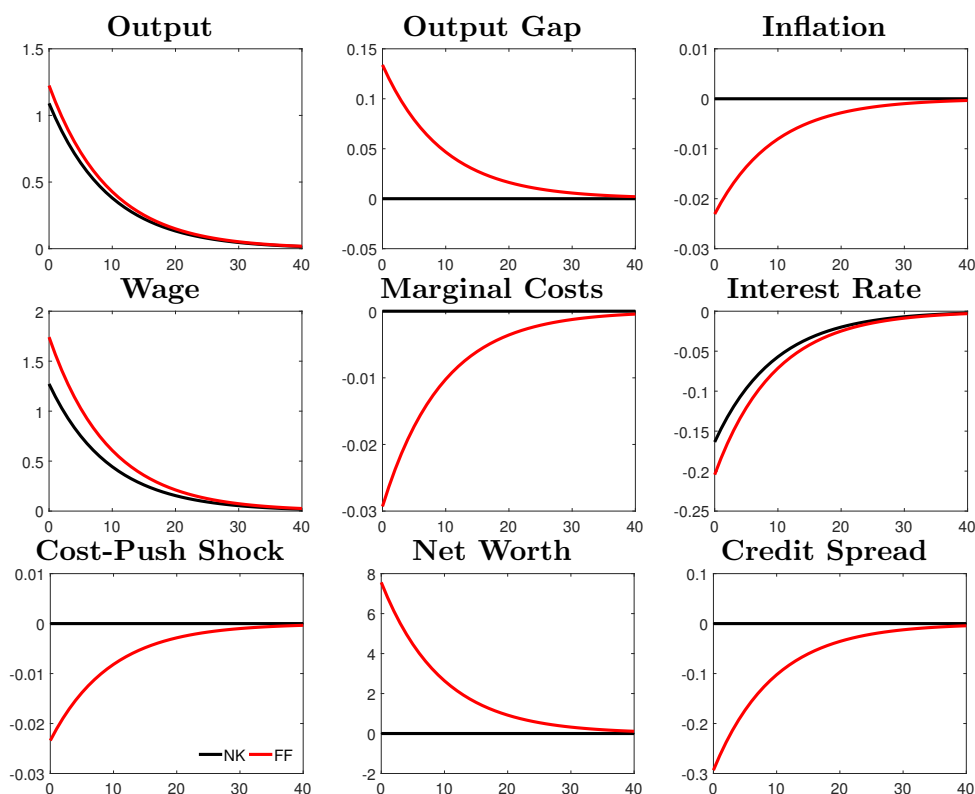 Output Output Gap Inflation
1.5 0.15 0.01
0.1 0
1
0.05 -0.01
0.5
0 -0.02
0 -0.05 -0.03
0 10 20 30 40 0 10 20 30 40 0 10 20 30 40
Wage Marginal Costs Interest Rate
2 0 0
1.5 -0.05
-0.01
1 -0.1
-0.02 -0.15
0.5
-0.2
0 -0.03 -0.25
0 10 20 30 40 0 10 20 30 40 0 10 20 30 40
Cost-Push Shock Net Worth Credit Spread
0.01 8 0.1
6
0 0
4
-0.01 -0.1
2
-0.02 -0.2
0
NK FF
-0.03 -2 -0.3
0 10 20 30 40 0 10 20 30 40 0 10 20 30 40